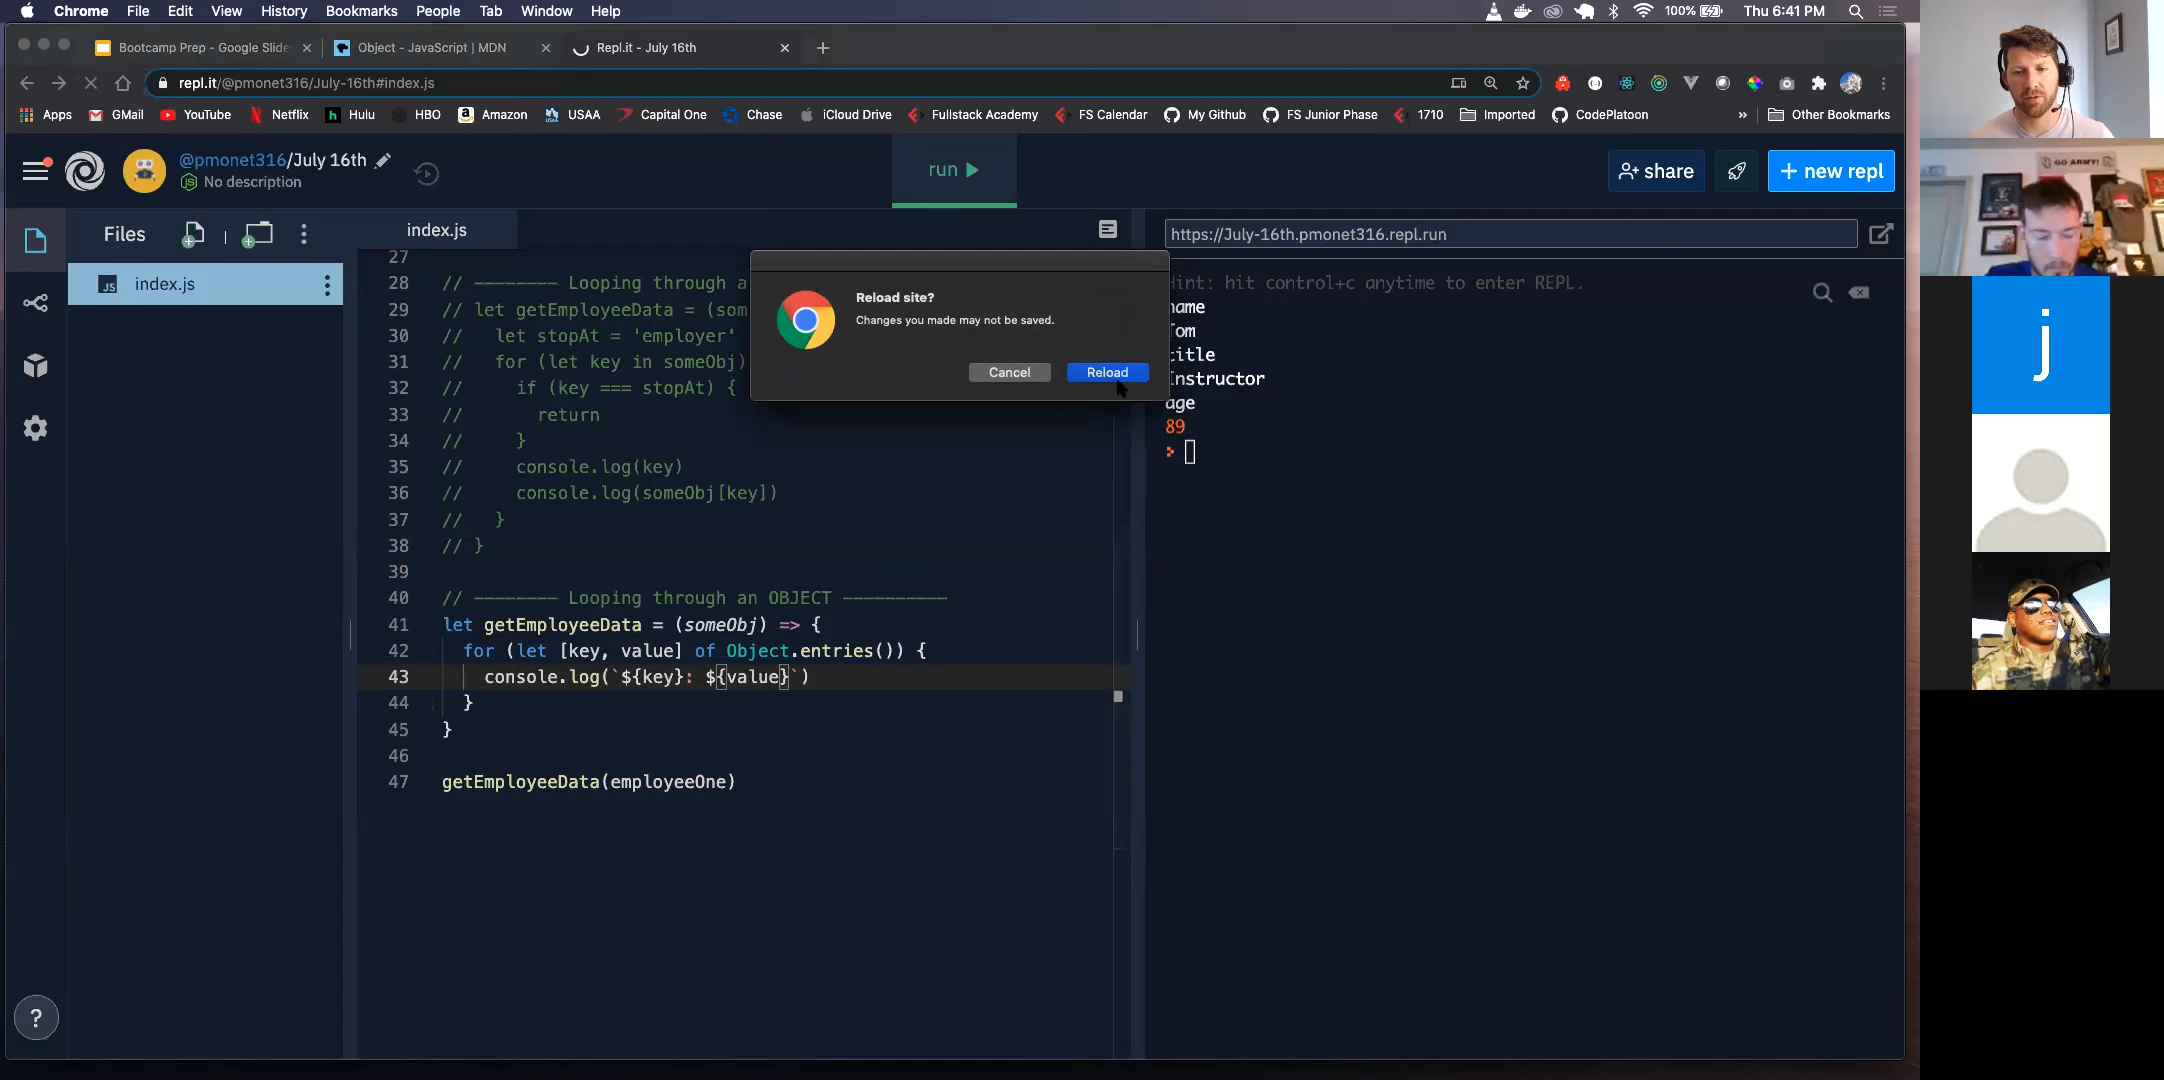 Chrome File Edit View History Bookmarks People Tab Window Help 100% Thu 6:41 PM
Bootcamp Prep - Google Slide
Object - JavaScript | MDN
Repl.it - July 16th
repl.it/@pmonet316/July-16th#index.js
Apps GMail YouTube Netflix Hulu HBO Amazon USAA Capital One Chase iCloud Drive Fullstack Academy FS Calendar My Github FS Junior Phase 1710 Imported CodePlatoon » Other Bookmarks
@pmonet316/July 16th
No description
run
share
+ new repl
Files
index.js
index.js
https://July-16th.pmonet316.repl.run
27
28 // -------- Looping through a
29 // let getEmployeeData = (som
30 //   let stopAt = 'employer'
31 //   for (let key in someObj)
32 //     if (key === stopAt) {
33 //       return
34 //     }
35 //     console.log(key)
36 //     console.log(someObj[key])
37 //   }
38 // }
39
40 // -------- Looping through an OBJECT ----------
41 let getEmployeeData = (someObj) => {
42   for (let [key, value] of Object.entries()) {
43     console.log(`${key}: ${value}`)
44   }
45 }
46
47 getEmployeeData(employeeOne)
Reload site?
Changes you made may not be saved.
Cancel
Reload
Hint: hit control+c anytime to enter REPL.
name
Tom
title
Instructor
age
89
?
GO ARMY!
j